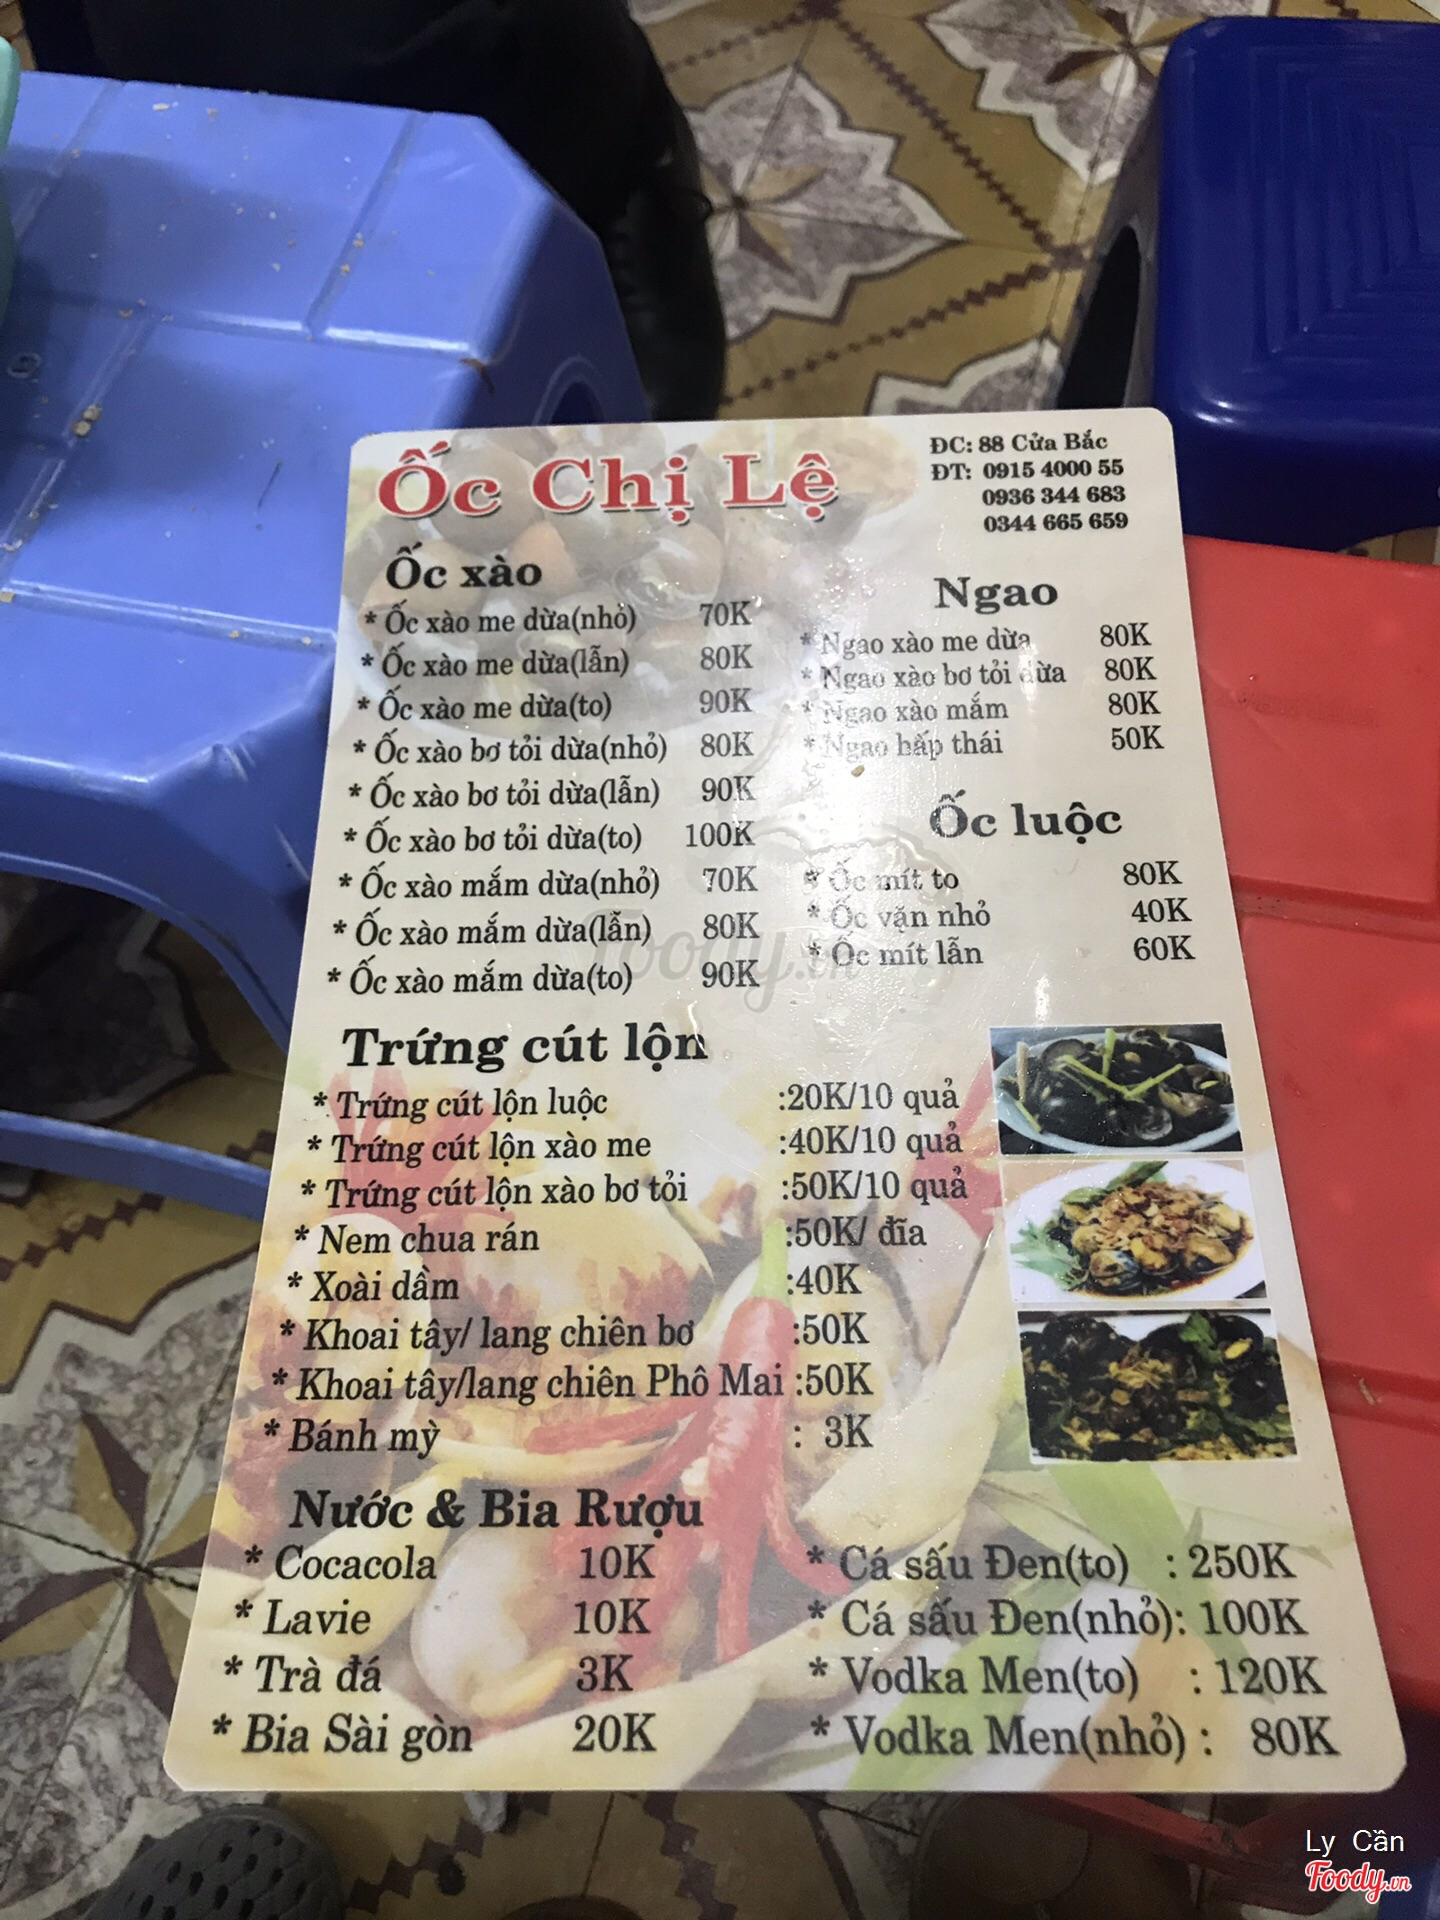 Ốc Chị Lệ
ĐC: 88 Cửa Bắc
ĐT: 0915 4000 55
0936 344 683
0344 665 659
Ốc xào
* Ốc xào me dừa(nhỏ) 70K
* Ốc xào me dừa(lẫn) 80K
* Ốc xào me dừa(to) 90K
* Ốc xào bơ tỏi dừa(nhỏ) 80K
* Ốc xào bơ tỏi dừa(lẫn) 90K
* Ốc xào bơ tỏi dừa(to) 100K
* Ốc xào mắm dừa(nhỏ) 70K
* Ốc xào mắm dừa(lẫn) 80K
* Ốc xào mắm dừa(to) 90K
Ngao
* Ngao xào me dừa 80K
* Ngao xào bơ tỏi dừa 80K
* Ngao xào mắm 80K
* Ngao hấp thái 50K
Ốc luộc
* Ốc mít to 80K
* Ốc vặn nhỏ 40K
* Ốc mít lẫn 60K
Foody.vn
Trứng cút lộn
* Trứng cút lộn luộc :20K/10 quả
* Trứng cút lộn xào me :40K/10 quả
* Trứng cút lộn xào bơ tỏi :50K/10 quả
* Nem chua rán :50K/ đĩa
* Xoài dầm :40K
* Khoai tây/ lang chiên bơ :50K
* Khoai tây/lang chiên Phô Mai :50K
* Bánh mỳ : 3K
Nước & Bia Rượu
* Cocacola 10K
* Lavie 10K
* Trà đá 3K
* Bia Sài gòn 20K
* Cá sấu Đen(to) : 250K
* Cá sấu Đen(nhỏ): 100K
* Vodka Men(to) : 120K
* Vodka Men(nhỏ) : 80K
Ly Cần
Foody.vn